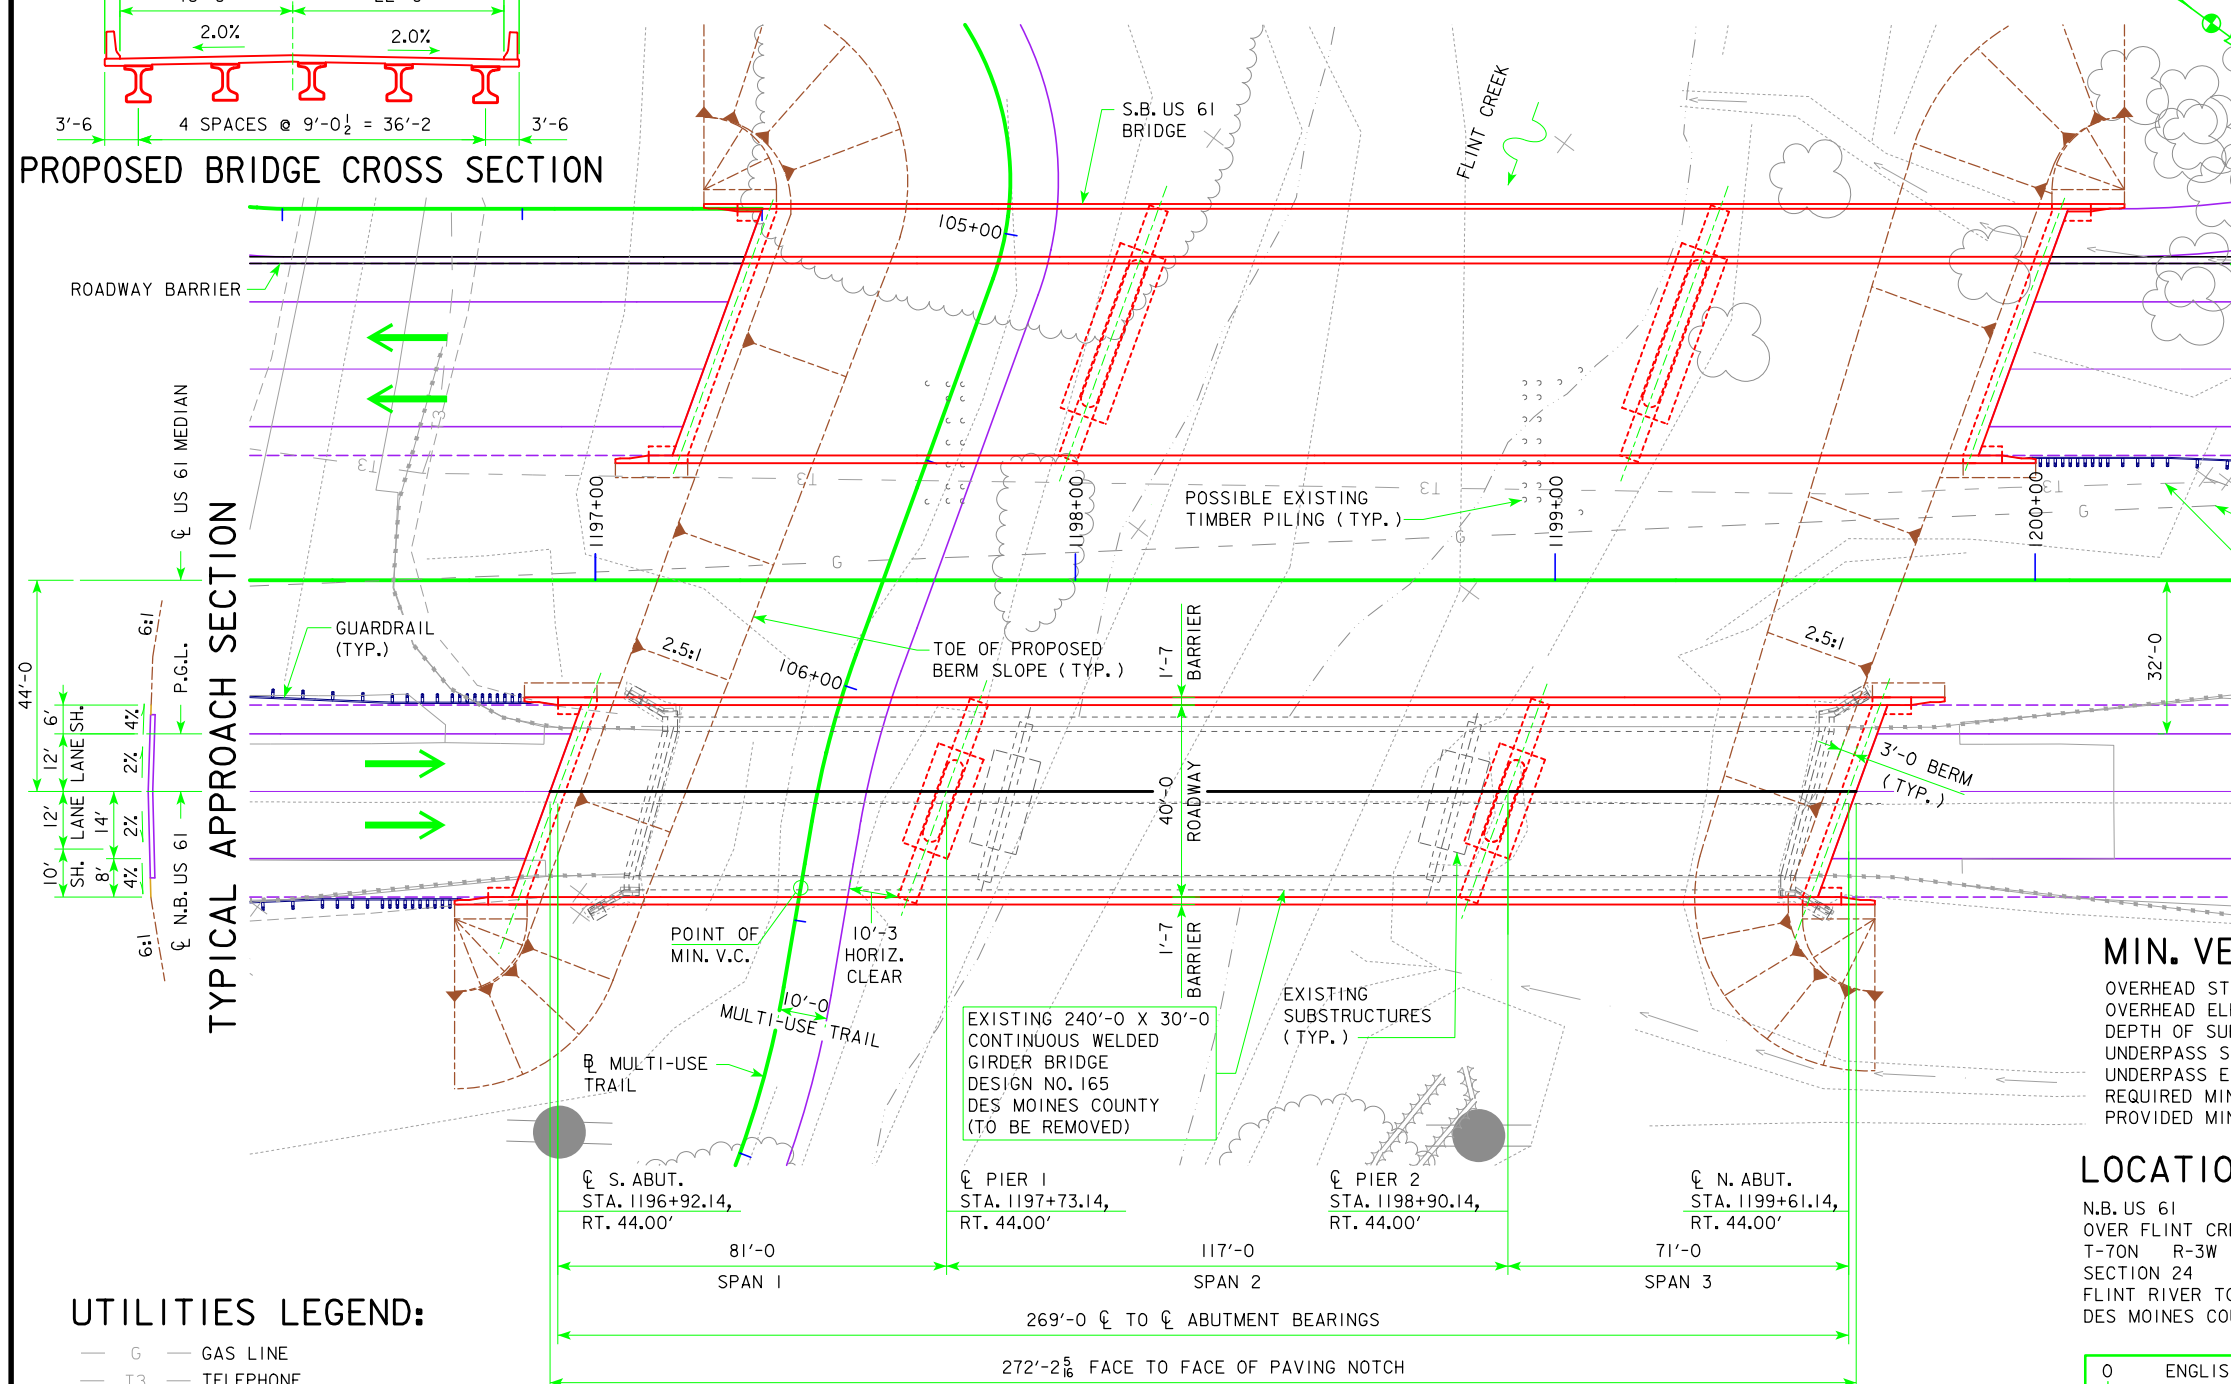 2.0%
2.0%
3'-6
4 SPACES @ 9'-0½ = 36'-2
3'-6
PROPOSED BRIDGE CROSS SECTION
S.B. US 61
BRIDGE
FLINT CREEK
105+00
ROADWAY BARRIER
℄ US 61 MEDIAN
T3
T3
T3
T3
T3
1197+00
1198+00
1199+00
1200+00
POSSIBLE EXISTING
TIMBER PILING (TYP.)
G
G
G
TYPICAL APPROACH SECTION
44'-0
6:1
P.G.L.
GUARDRAIL
(TYP.)
2.5:1
TOE OF PROPOSED
BERM SLOPE (TYP.)
106+00
1'-7
BARRIER
2.5:1
32'-0
6'
SH.
4%
12'
LANE
2%
12'
LANE
14'
2%
10'
SH.
8'
4%
6:1
℄ N.B. US 61
40'-0
ROADWAY
3'-0 BERM
(TYP.)
POINT OF
MIN. V.C.
10'-3
HORIZ.
CLEAR
1'-7
BARRIER
10'-0
MULTI-USE TRAIL
B̲L MULTI-USE
TRAIL
EXISTING 240'-0 X 30'-0
CONTINUOUS WELDED
GIRDER BRIDGE
DESIGN NO. 165
DES MOINES COUNTY
(TO BE REMOVED)
EXISTING
SUBSTRUCTURES
(TYP.)
MIN. VE
OVERHEAD ST
OVERHEAD EL
DEPTH OF SU
UNDERPASS S
UNDERPASS E
REQUIRED MIN
PROVIDED MIN
℄ S. ABUT.
STA. 1196+92.14,
RT. 44.00'
℄ PIER 1
STA. 1197+73.14,
RT. 44.00'
℄ PIER 2
STA. 1198+90.14,
RT. 44.00'
℄ N. ABUT.
STA. 1199+61.14,
RT. 44.00'
81'-0
SPAN 1
117'-0
SPAN 2
71'-0
SPAN 3
269'-0 ℄ TO ℄ ABUTMENT BEARINGS
272'-2 5/16 FACE TO FACE OF PAVING NOTCH
LOCATIO
N.B. US 61
OVER FLINT CRE
T-70N R-3W
SECTION 24
FLINT RIVER TO
DES MOINES COU
0 ENGLIS
UTILITIES LEGEND:
G GAS LINE
T3 TELEPHONE